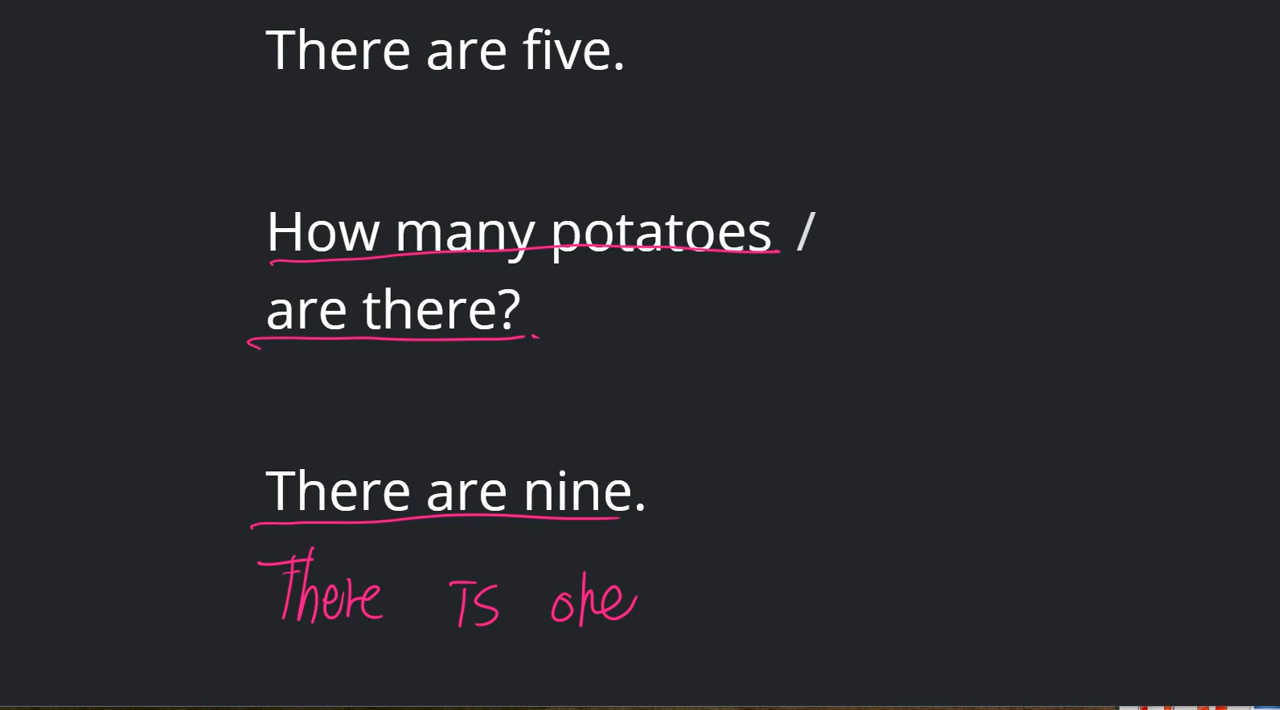 There are five.
How many potatoes /
are there?
There are nine.
There is one